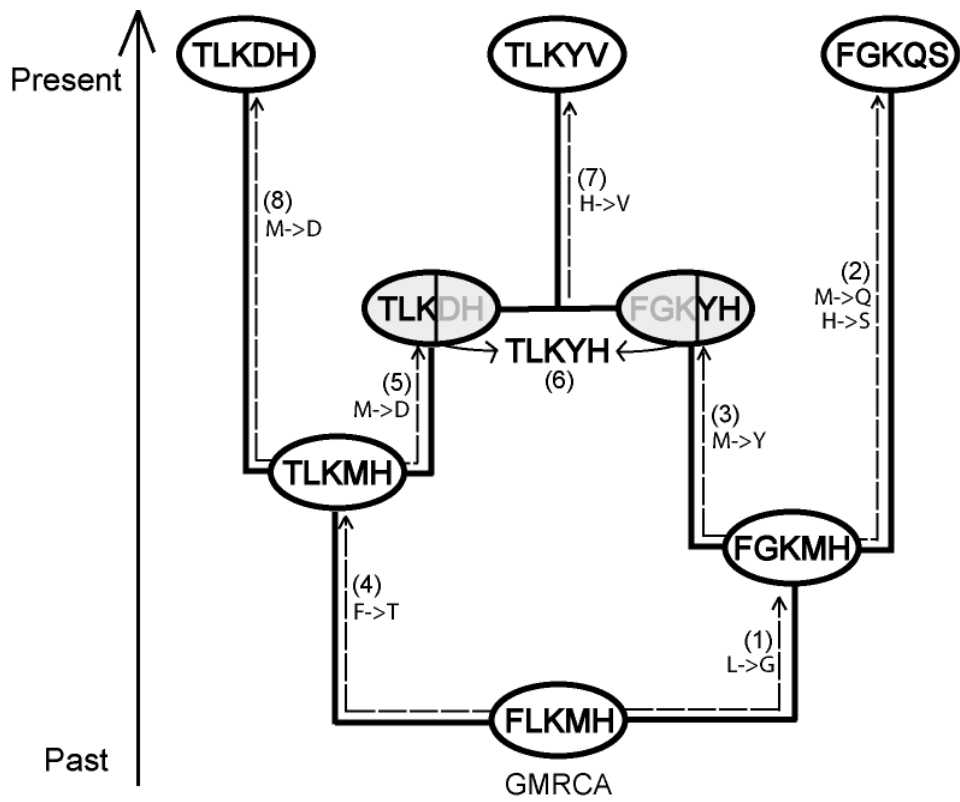 TLKDH
TLKYV
FGKQS
Present
(8)
M->D
(7)
H->V
(2)
M->Q
H->S
TLKDH
FGKYH
TLKYH
(6)
(5)
M->D
(3)
M->Y
TLKMH
FGKMH
(4)
F->T
(1)
L->G
FLKMH
Past
GMRCA